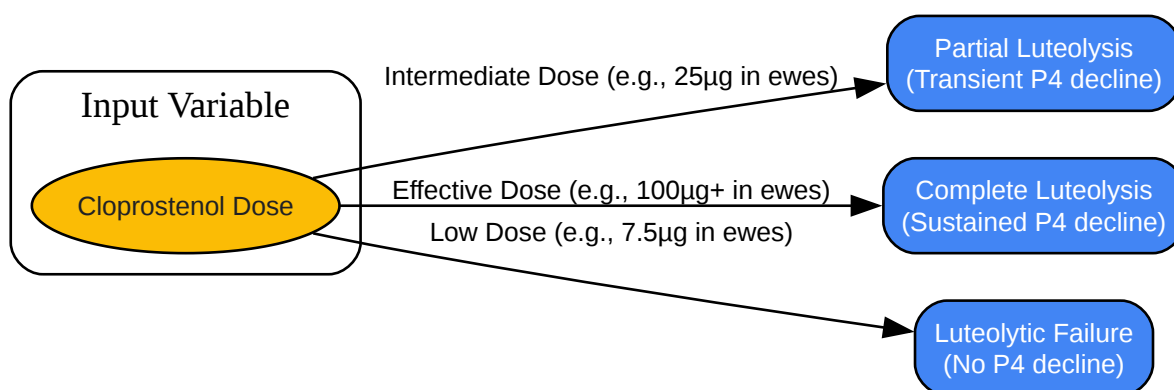 Input Variable
Cloprostenol Dose
Intermediate Dose (e.g., 25µg in ewes)
Effective Dose (e.g., 100µg+ in ewes)
Low Dose (e.g., 7.5µg in ewes)
Partial Luteolysis
(Transient P4 decline)
Complete Luteolysis
(Sustained P4 decline)
Luteolytic Failure
(No P4 decline)